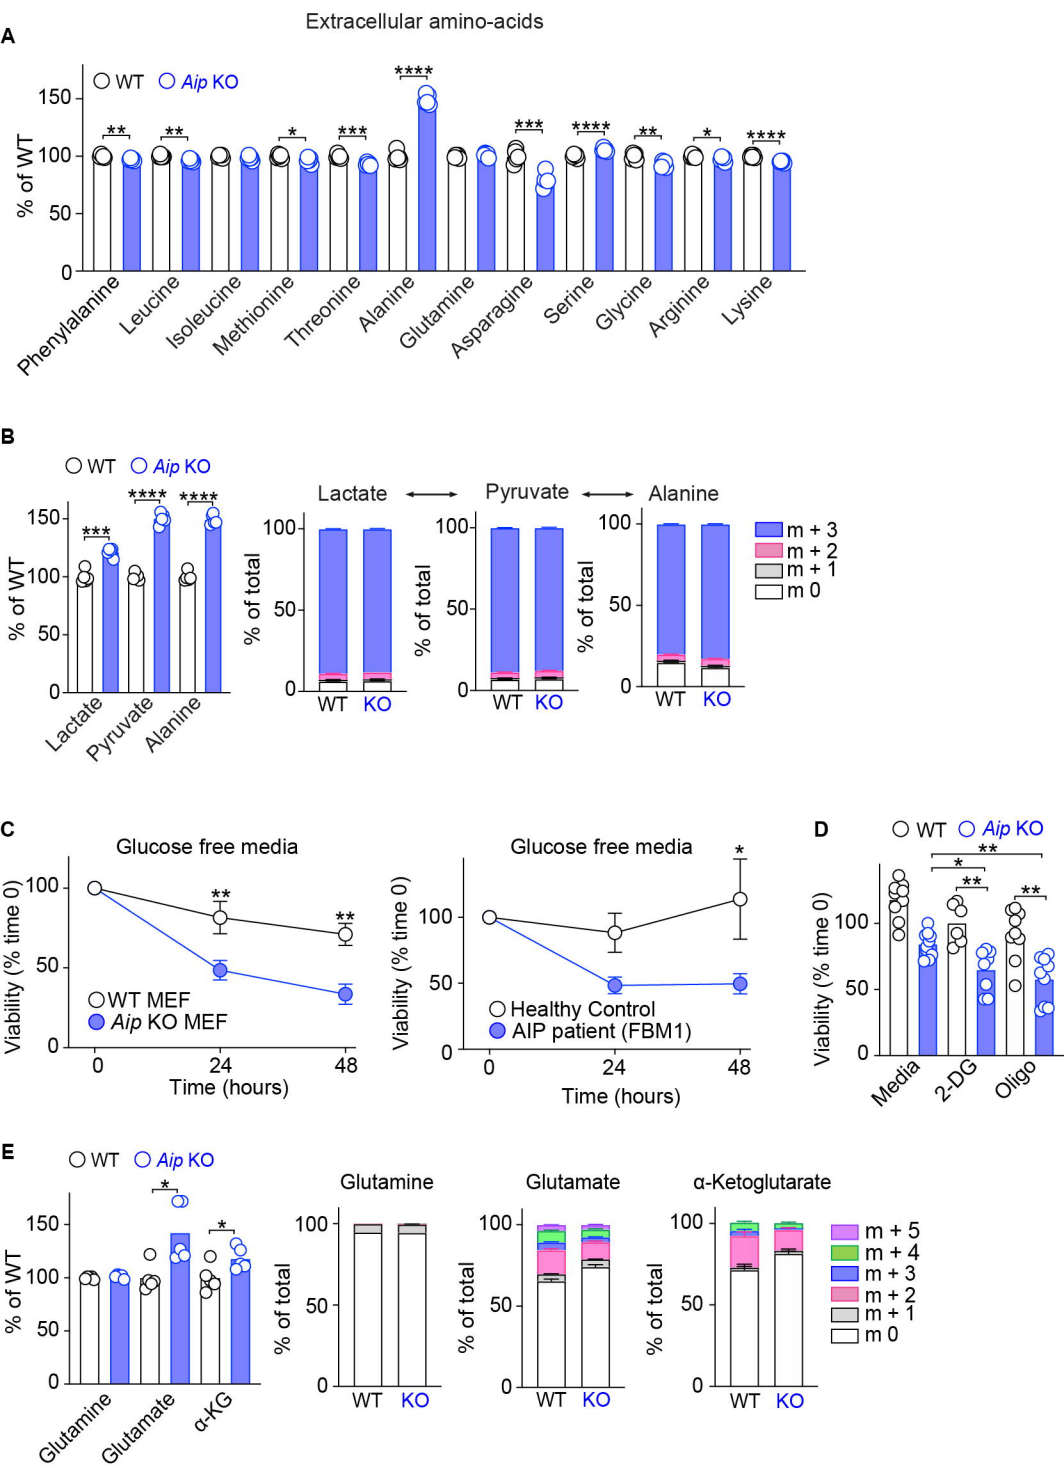 Extracellular amino-acids
A
WT Aip KO
****
** ** * *** *** **** ** * ****
% of WT
150
100
50
0
Phenylalanine Leucine Isoleucine Methionine Threonine Alanine Glutamine Asparagine Serine Glycine Arginine Lysine
B
WT Aip KO
*** **** ****
% of WT
150
100
50
0
Lactate Pyruvate Alanine
Lactate Pyruvate Alanine
% of total
100
50
0
WT KO
% of total
100
50
0
WT KO
% of total
100
50
0
WT KO
m + 3
m + 2
m + 1
m 0
C
Glucose free media
Viability (% time 0)
100
50
0
** **
WT MEF
Aip KO MEF
0 24 48
Time (hours)
Glucose free media
Viability (% time 0)
100
50
0
*
Healthy Control
AIP patient (FBM1)
0 24 48
Time (hours)
D
WT Aip KO
**
*
** **
Viability (% time 0)
100
50
0
Media 2-DG Oligo
E
WT Aip KO
* *
% of WT
150
100
50
0
Glutamine Glutamate α-KG
Glutamine
% of total
100
50
0
WT KO
Glutamate
% of total
100
50
0
WT KO
α-Ketoglutarate
% of total
100
50
0
WT KO
m + 5
m + 4
m + 3
m + 2
m + 1
m 0